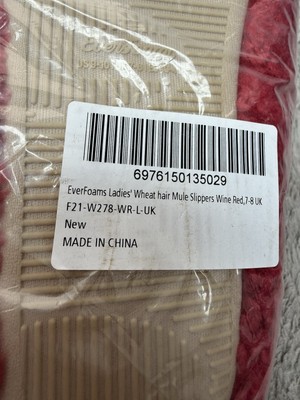 EverFoams
6976150135029
EverFoams Ladies' Wheat hair Mule Slippers Wine Red,7-8 UK
F21-W278-WR-L-UK
New
MADE IN CHINA